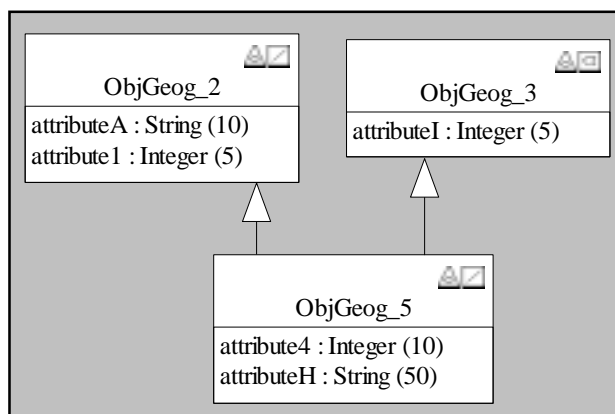 ObjGeog_2
attributeA : String (10)
attribute1 : Integer (5)
ObjGeog_3
attributeI : Integer (5)
ObjGeog_5
attribute4 : Integer (10)
attributeH : String (50)